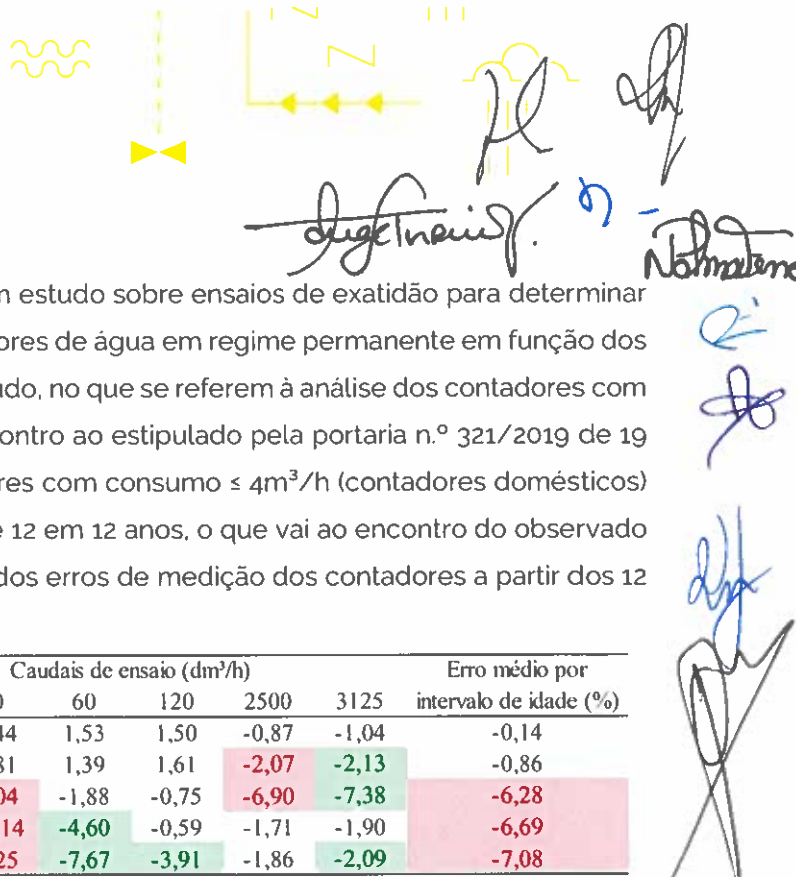 estudo sobre ensaios de exatidão para determinar
ores de água em regime permanente em função dos
udo, no que se referem à análise dos contadores com
contro ao estipulado pela portaria n.º 321/2019 de 19
res com consumo ≤ 4m³/h (contadores domésticos)
e 12 em 12 anos, o que vai ao encontro do observado
dos erros de medição dos contadores a partir dos 12
Caudais de ensaio (dm³/h) Erro médio por
0 60 120 2500 3125 intervalo de idade (%)
44 1,53 1,50 -0,87 -1,04 -0,14
81 1,39 1,61 -2,07 -2,13 -0,86
04 -1,88 -0,75 -6,90 -7,38 -6,28
14 -4,60 -0,59 -1,71 -1,90 -6,69
25 -7,67 -3,91 -1,86 -2,09 -7,08